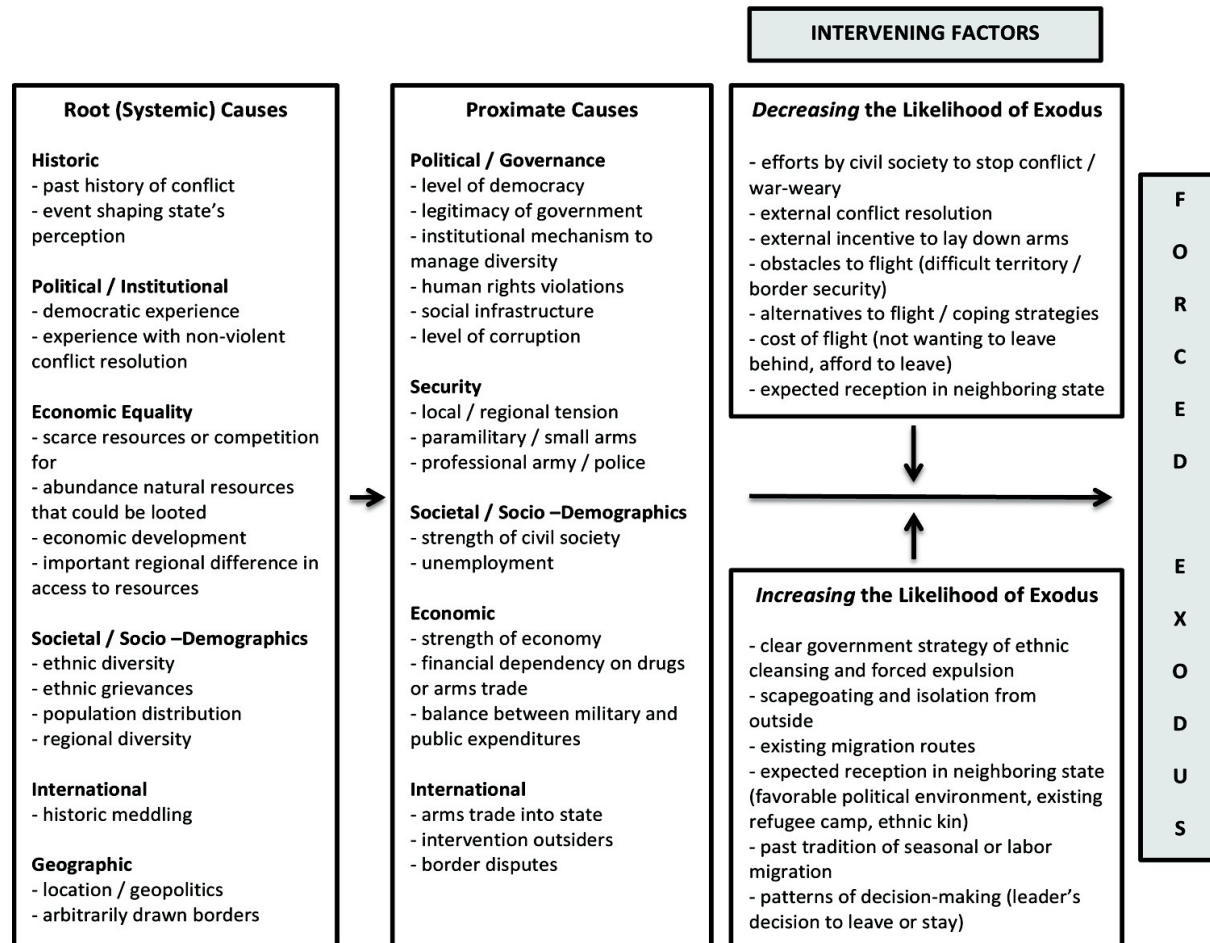 INTERVENING FACTORS
Root (Systemic) Causes
Historic
- past history of conflict
- event shaping state’s
perception
Political / Institutional
- democratic experience
- experience with non-violent
conflict resolution
Economic Equality
- scarce resources or competition
for
- abundance natural resources
that could be looted
- economic development
- important regional difference in
access to resources
Societal / Socio –Demographics
- ethnic diversity
- ethnic grievances
- population distribution
- regional diversity
International
- historic meddling
Geographic
- location / geopolitics
- arbitrarily drawn borders
Proximate Causes
Political / Governance
- level of democracy
- legitimacy of government
- institutional mechanism to
manage diversity
- human rights violations
- social infrastructure
- level of corruption
Security
- local / regional tension
- paramilitary / small arms
- professional army / police
Societal / Socio –Demographics
- strength of civil society
- unemployment
Economic
- strength of economy
- financial dependency on drugs
or arms trade
- balance between military and
public expenditures
International
- arms trade into state
- intervention outsiders
- border disputes
Decreasing the Likelihood of Exodus
- efforts by civil society to stop conflict /
war-weary
- external conflict resolution
- external incentive to lay down arms
- obstacles to flight (difficult territory /
border security)
- alternatives to flight / coping strategies
- cost of flight (not wanting to leave
behind, afford to leave)
- expected reception in neighboring state
Increasing the Likelihood of Exodus
- clear government strategy of ethnic
cleansing and forced expulsion
- scapegoating and isolation from
outside
- existing migration routes
- expected reception in neighboring state
(favorable political environment, existing
refugee camp, ethnic kin)
- past tradition of seasonal or labor
migration
- patterns of decision-making (leader’s
decision to leave or stay)
F
O
R
C
E
D
E
X
O
D
U
S